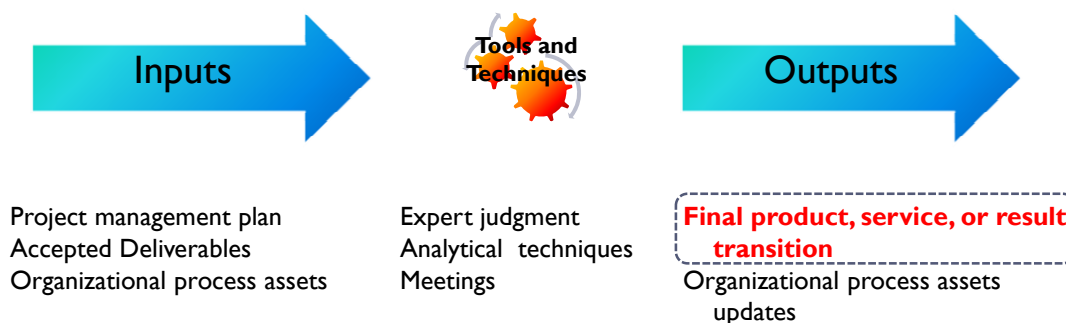 Inputs
Tools and
Techniques
Outputs
Project management plan
Accepted Deliverables
Organizational process assets
Expert judgment
Analytical techniques
Meetings
Final product, service, or result
transition
Organizational process assets
updates